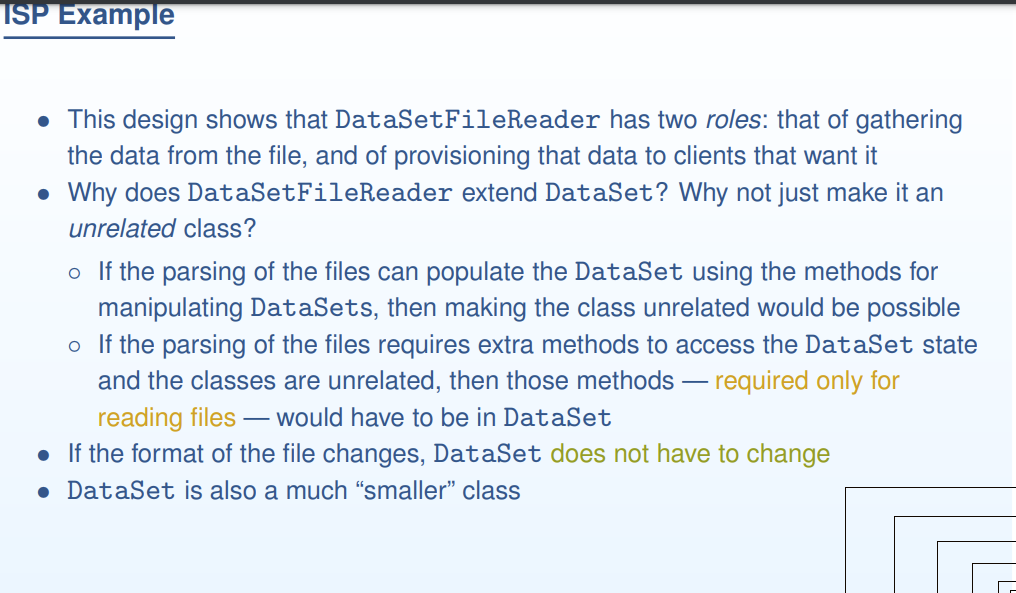 ISP Example
● This design shows that DataSetFileReader has two roles: that of gathering
the data from the file, and of provisioning that data to clients that want it
● Why does DataSetFileReader extend DataSet? Why not just make it an
unrelated class?
○ If the parsing of the files can populate the DataSet using the methods for
manipulating DataSets, then making the class unrelated would be possible
○ If the parsing of the files requires extra methods to access the DataSet state
and the classes are unrelated, then those methods — required only for
reading files — would have to be in DataSet
● If the format of the file changes, DataSet does not have to change
● DataSet is also a much “smaller” class